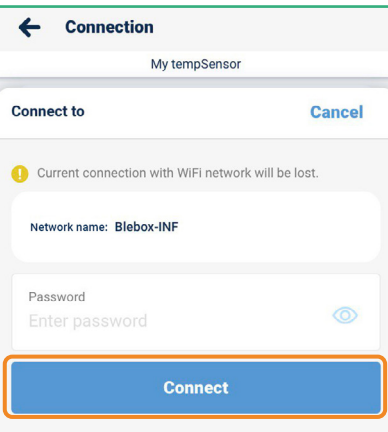 Connection
My tempSensor
Connect to Cancel
! Current connection with WiFi network will be lost.
Network name: Blebox-INF
Password
Enter password
Connect